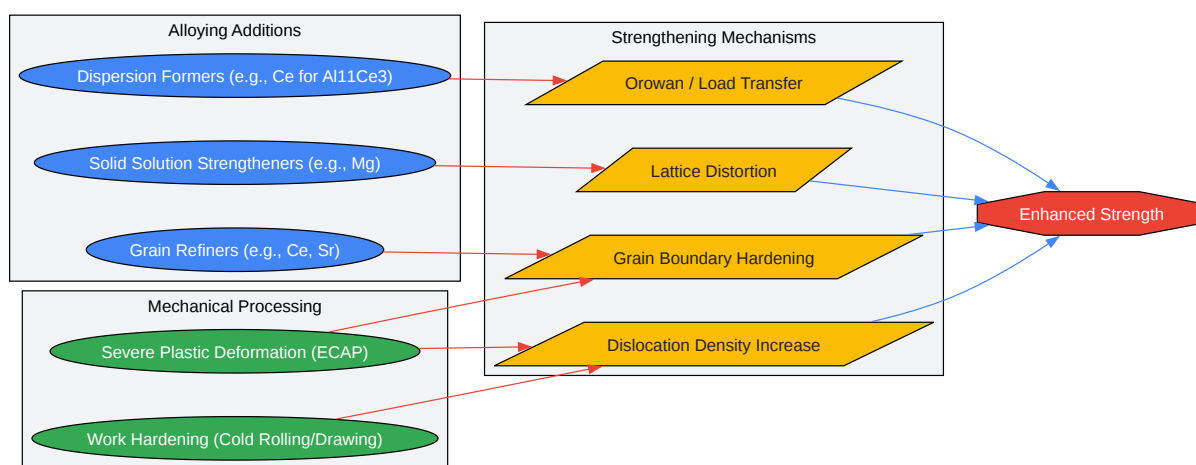 Alloying Additions
Dispersion Formers (e.g., Ce for Al11Ce3)
Solid Solution Strengtheners (e.g., Mg)
Grain Refiners (e.g., Ce, Sr)
Mechanical Processing
Severe Plastic Deformation (ECAP)
Work Hardening (Cold Rolling/Drawing)
Strengthening Mechanisms
Orowan / Load Transfer
Lattice Distortion
Grain Boundary Hardening
Dislocation Density Increase
Enhanced Strength